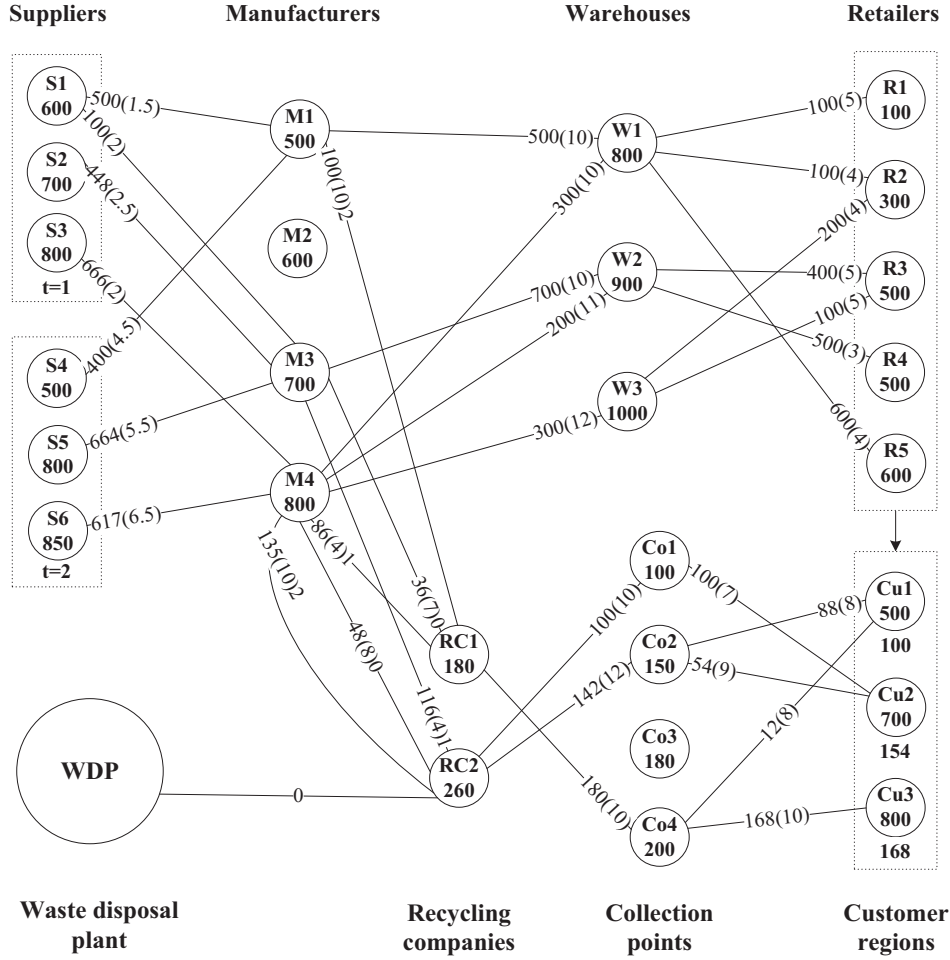 Suppliers
Manufacturers
Warehouses
Retailers
S1
600
S2
700
S3
800
t=1
S4
500
S5
800
S6
850
t=2
500(1.5)
100(2)
448(2.5)
666(2)
400(4.5)
664(5.5)
617(6.5)
M1
500
M2
600
M3
700
M4
800
500(10)
100(10)2
300(10)
700(10)
200(11)
300(12)
W1
800
W2
900
W3
1000
100(5)
100(4)
200(4)
400(5)
100(5)
500(3)
600(4)
R1
100
R2
300
R3
500
R4
500
R5
600
135(10)2
86(4)1
48(8)0
36(7)0
116(4)1
RC1
180
RC2
260
WDP
0
100(10)
142(12)
180(10)
Co1
100
Co2
150
Co3
180
Co4
200
100(7)
88(8)
54(9)
12(8)
168(10)
Cu1
500
100
Cu2
700
154
Cu3
800
168
Waste disposal
plant
Recycling
companies
Collection
points
Customer
regions